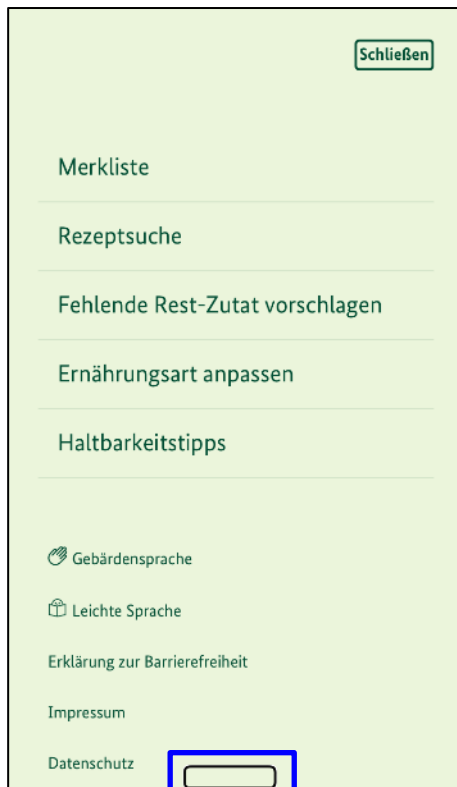 Schließen
Merkliste
Rezeptsuche
Fehlende Rest-Zutat vorschlagen
Ernährungsart anpassen
Haltbarkeitstipps
Gebärdensprache
Leichte Sprache
Erklärung zur Barrierefreiheit
Impressum
Datenschutz